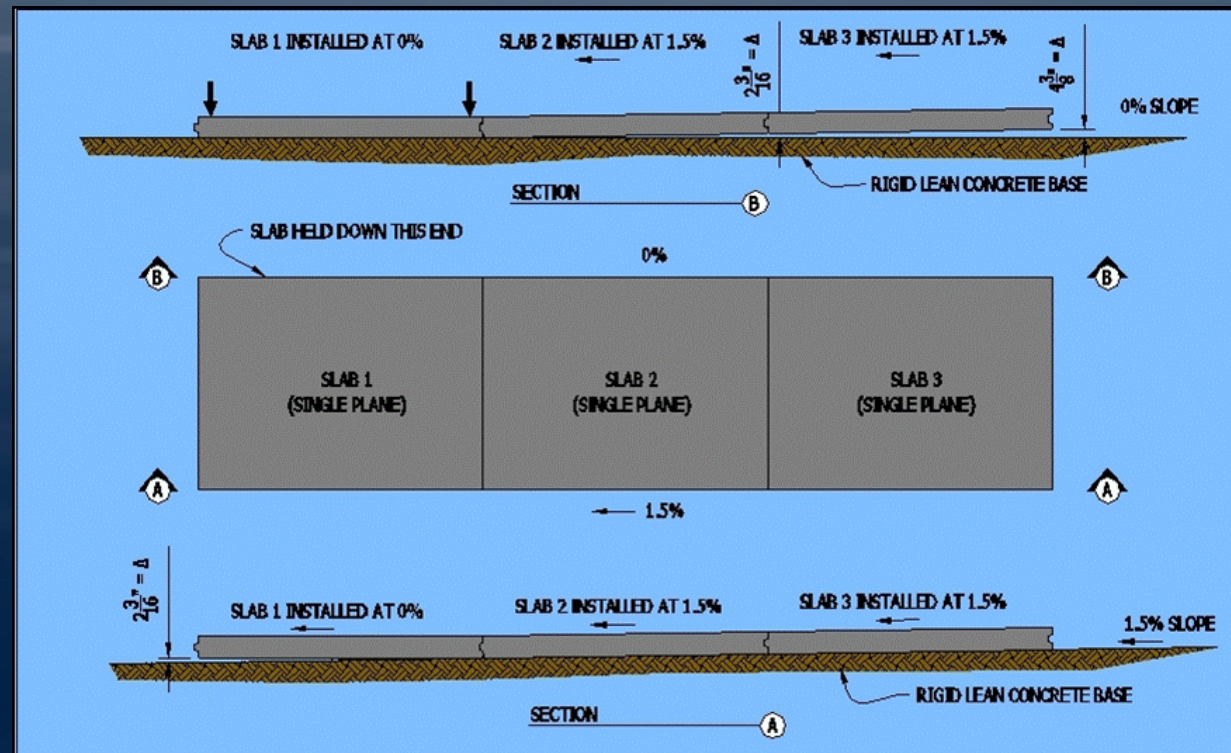 SLAB 1 INSTALLED AT 0%
SLAB 2 INSTALLED AT 1.5%
2 3/16" = Δ
SLAB 3 INSTALLED AT 1.5%
4 3/8" = Δ
0% SLOPE
RIGID LEAN CONCRETE BASE
SECTION
B
SLAB HELD DOWN THIS END
0%
B
B
SLAB 1
(SINGLE PLANE)
SLAB 2
(SINGLE PLANE)
SLAB 3
(SINGLE PLANE)
A
A
1.5%
2 3/16" = Δ
SLAB 1 INSTALLED AT 0%
SLAB 2 INSTALLED AT 1.5%
SLAB 3 INSTALLED AT 1.5%
1.5% SLOPE
RIGID LEAN CONCRETE BASE
SECTION
A